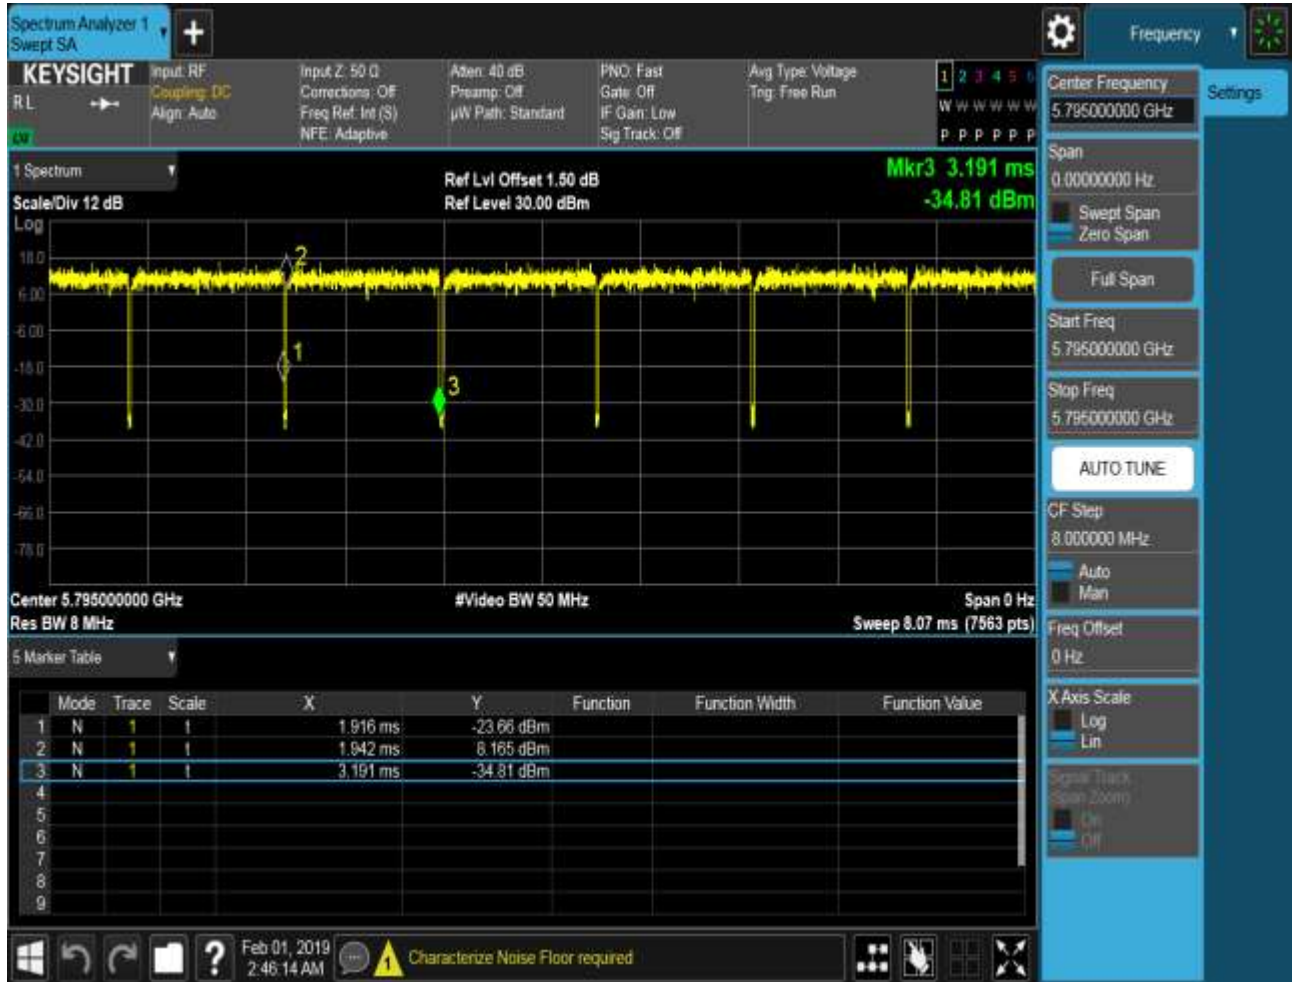 Spectrum Analyzer 1
Swept SA
+
Frequency
KEYSIGHT
RL
Input: RF
Coupling: DC
Align: Auto
Input Z: 50 Ω
Corrections: Off
Freq Ref: Int (S)
NFE: Adaptive
Atten: 40 dB
Preamp: Off
µW Path: Standard
PNO: Fast
Gate: Off
IF Gain: Low
Sig Track: Off
Avg Type: Voltage
Trig: Free Run
1 2 3 4 5 6
W W W W W W
P P P P P P
1 Spectrum
Scale/Div 12 dB
Log
Ref Lvl Offset 1.50 dB
Ref Level 30.00 dBm
Mkr3 3.191 ms
-34.81 dBm
18.0
6.00
-6.00
-18.0
-30.0
-42.0
-54.0
-66.0
-78.0
2
1
3
Center 5.795000000 GHz
Res BW 8 MHz
#Video BW 50 MHz
Span 0 Hz
Sweep 8.07 ms (7563 pts)
5 Marker Table
Mode Trace Scale X Y Function Function Width Function Value
1 N 1 t 1.916 ms -23.66 dBm
2 N 1 t 1.942 ms 8.165 dBm
3 N 1 t 3.191 ms -34.81 dBm
4
5
6
7
8
9
Center Frequency
5.795000000 GHz
Settings
Span
0.00000000 Hz
Swept Span
Zero Span
Full Span
Start Freq
5.795000000 GHz
Stop Freq
5.795000000 GHz
AUTO TUNE
CF Step
8.000000 MHz
Auto
Man
Freq Offset
0 Hz
X Axis Scale
Log
Lin
Signal Track
(Span Zoom)
On
Off
?
Feb 01, 2019
2:46:14 AM
1
Characterize Noise Floor required